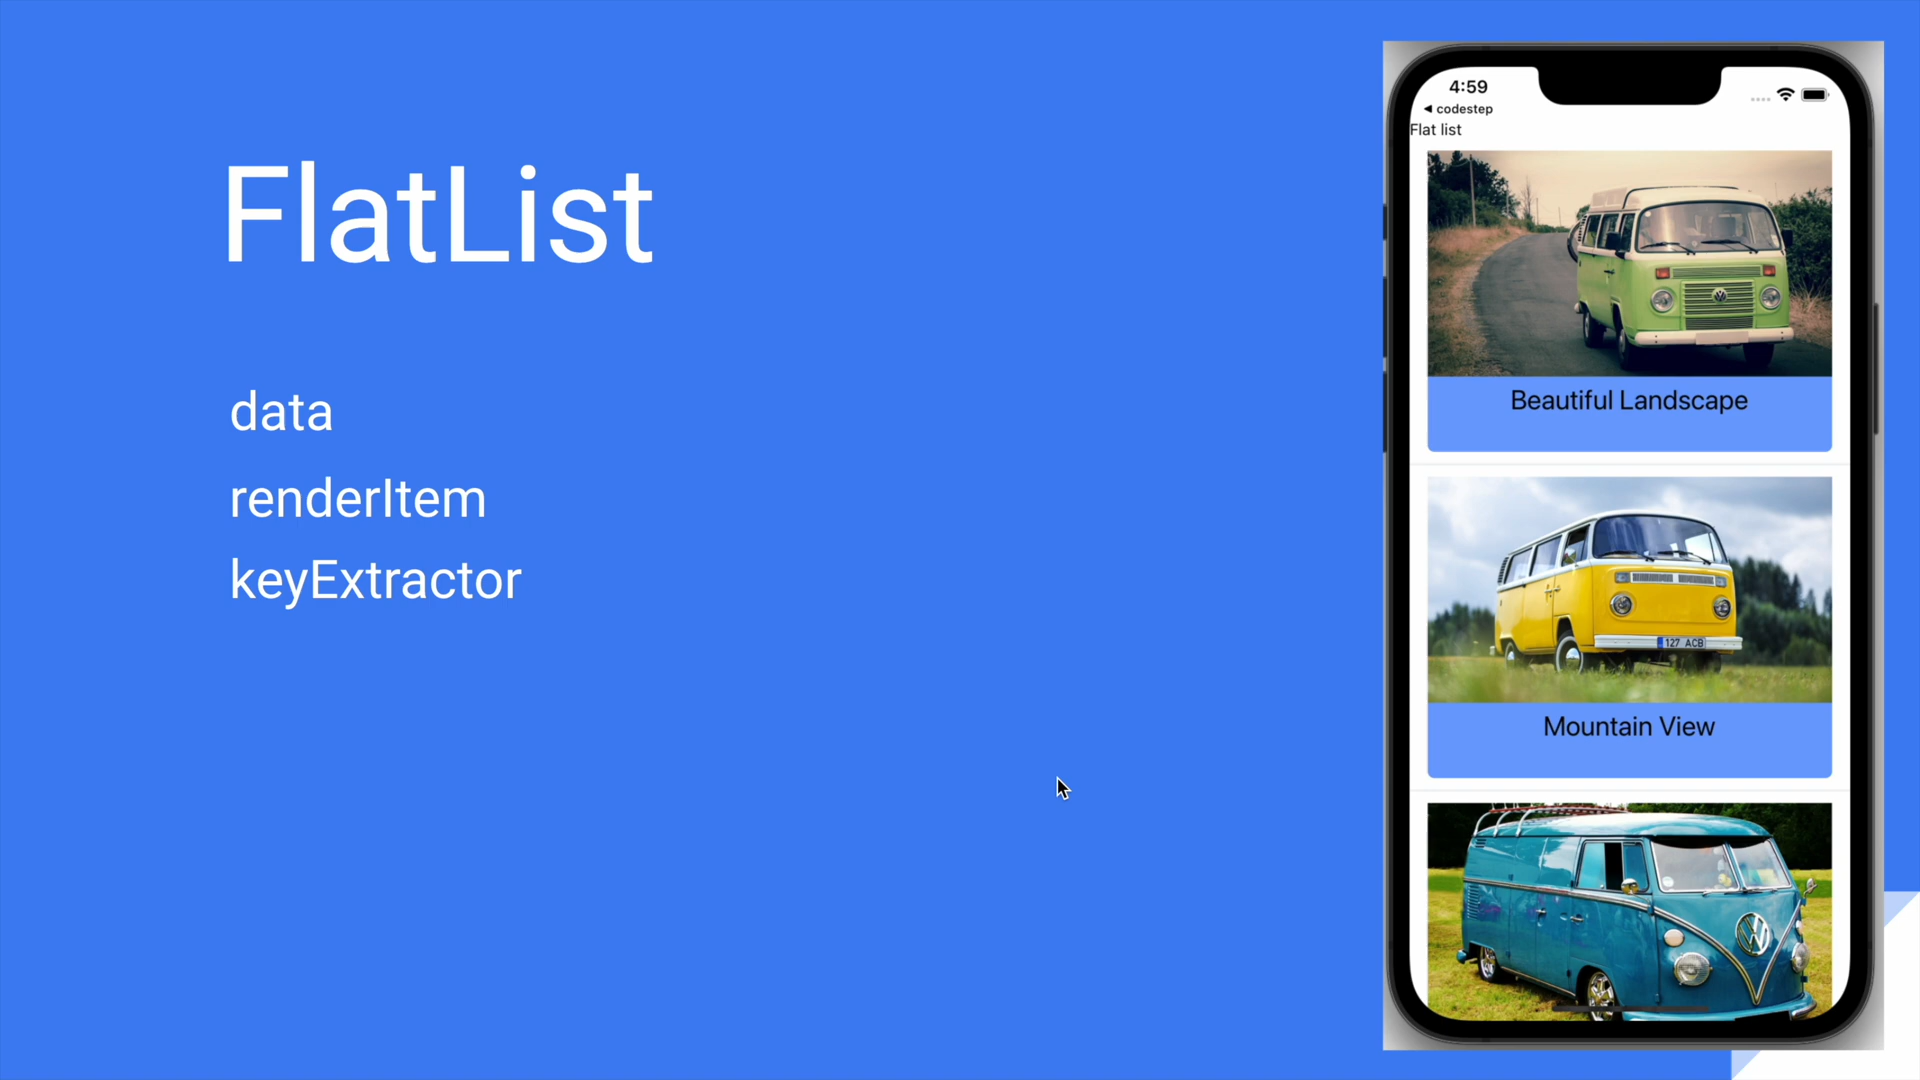 FlatList
data
renderItem
keyExtractor
4:59
◀ codestep
Flat list
Beautiful Landscape
127 ACB
Mountain View